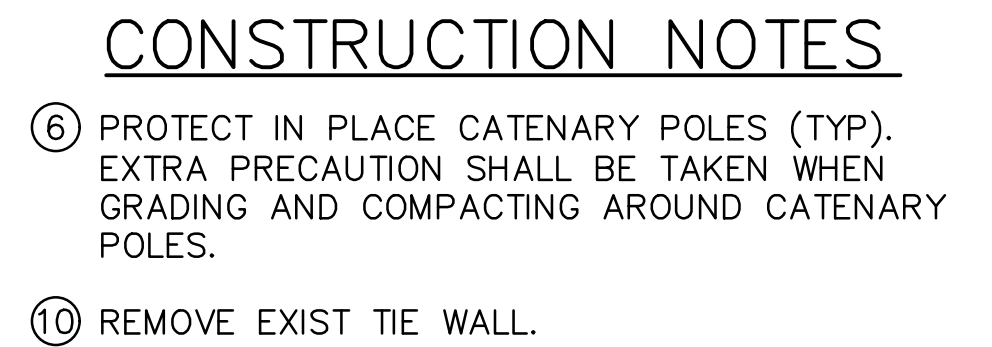 CONSTRUCTION NOTES
6 PROTECT IN PLACE CATENARY POLES (TYP).
EXTRA PRECAUTION SHALL BE TAKEN WHEN
GRADING AND COMPACTING AROUND CATENARY
POLES.
10 REMOVE EXIST TIE WALL.